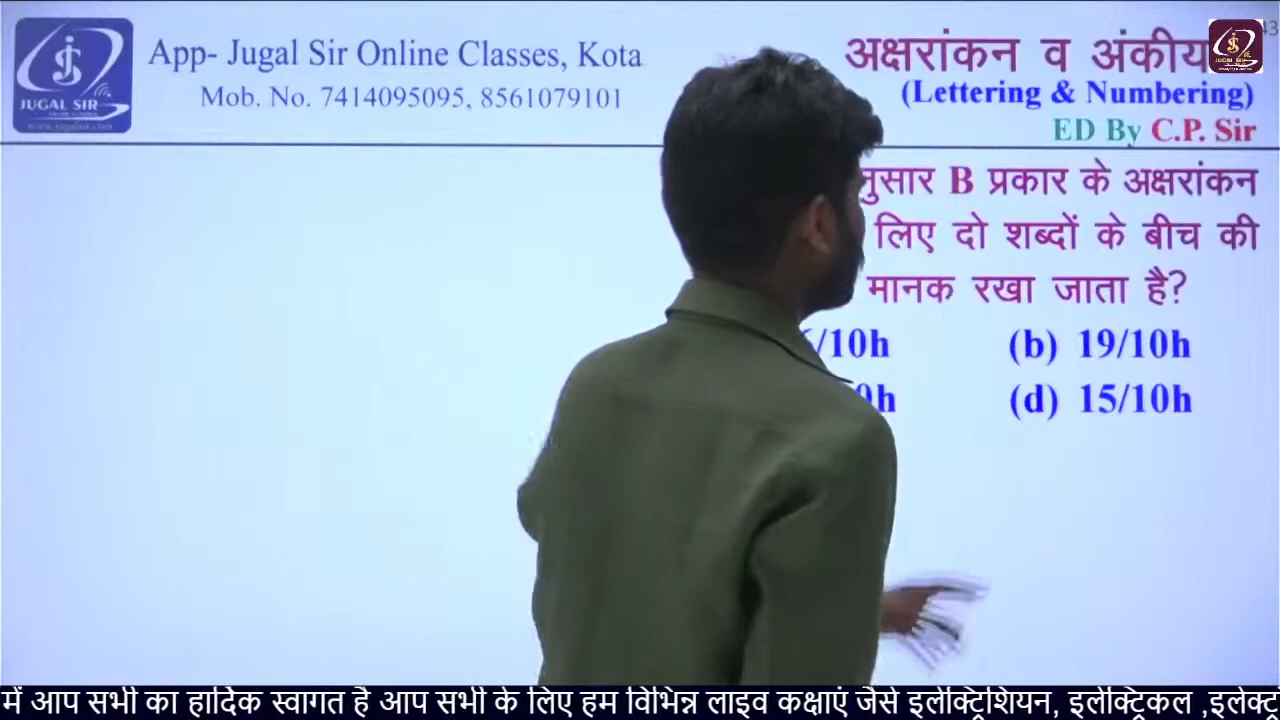 App- Jugal Sir Online Classes, Kota
Mob. No. 7414095095, 8561079101
JUGAL SIR
अक्षरांकन व
(Lettering & Numbering)
ED By C.P. Sir
B प्रकार के अक्षरांकन
लिए दो शब्दों के बीच की
मानक रखा जाता है?
/10h
(b) 19/10h
(d) 15/10h
में आप सभी का हार्दिक स्वागत है आप सभी के लिए हम विभिन्न लाइव कक्षाएं जैसे इलेक्ट्रिशियन, इलेक्ट्रिकल